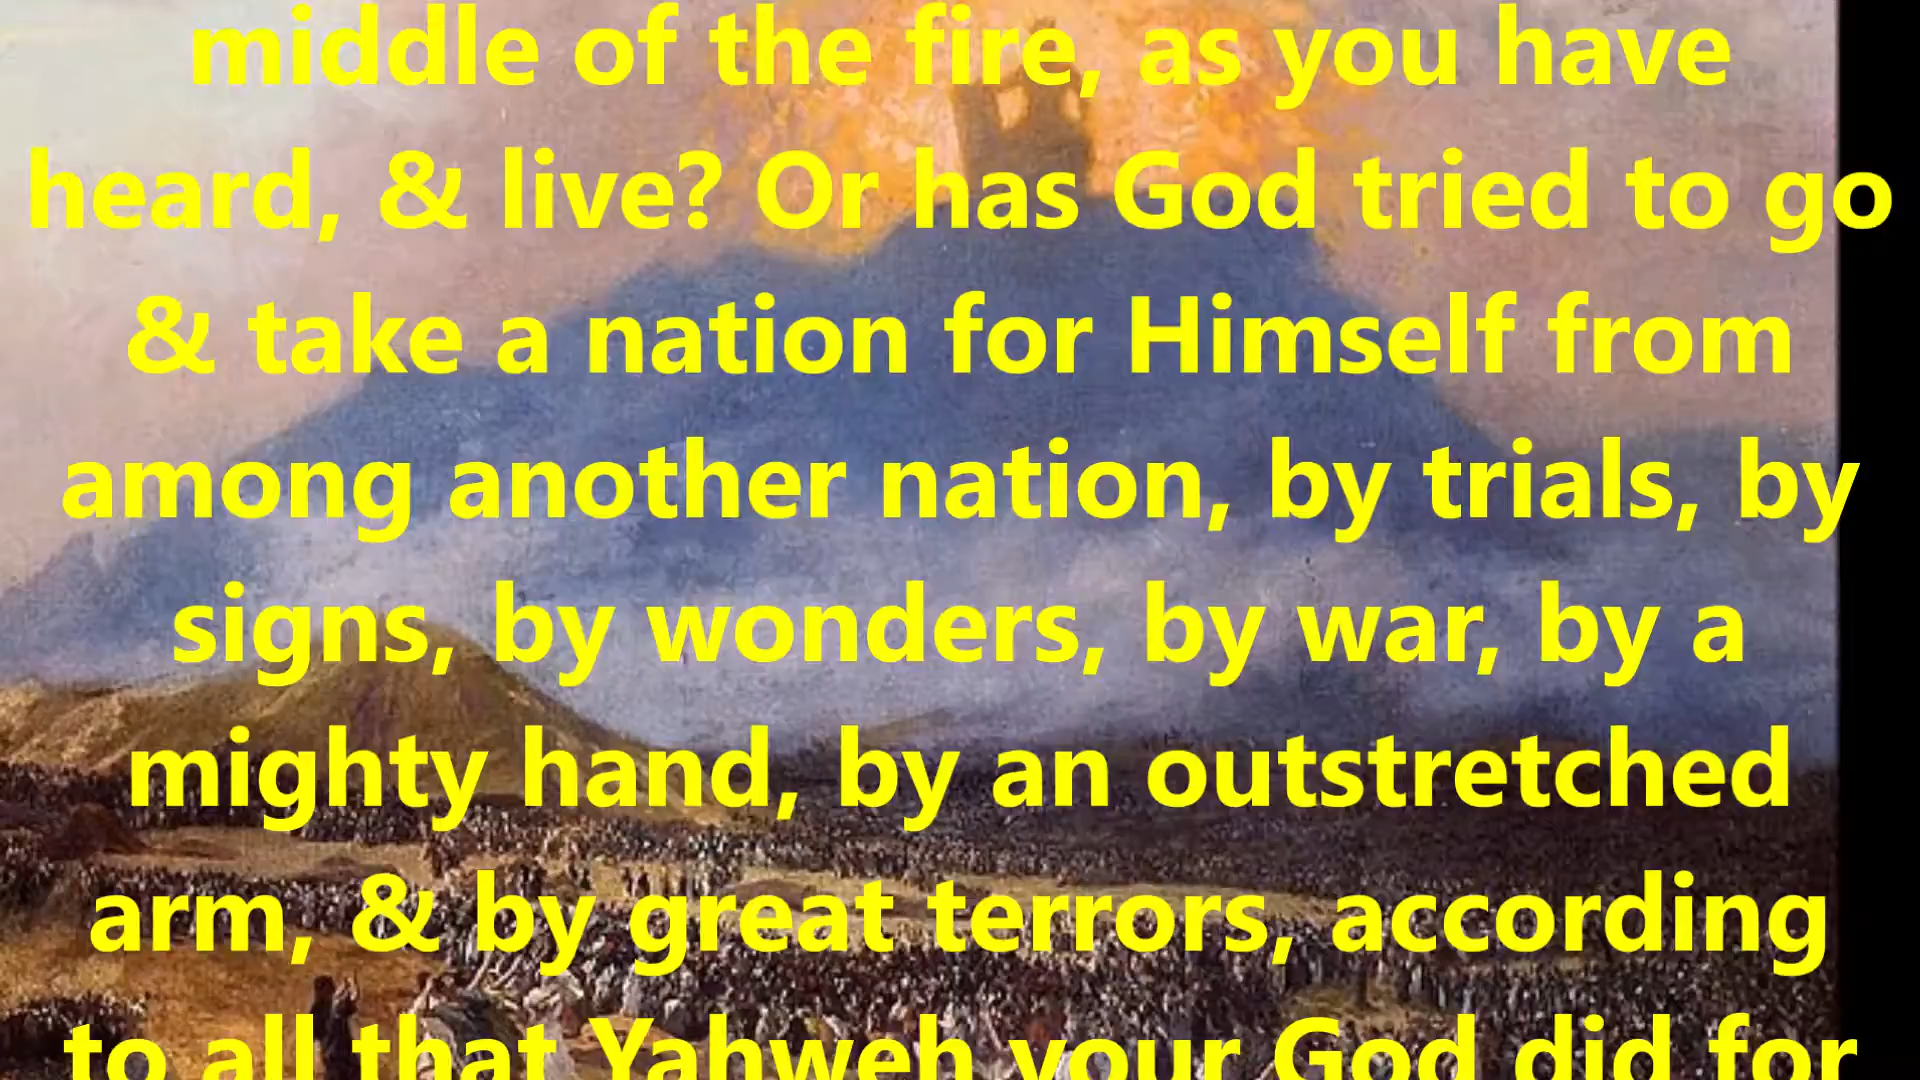 middle of the fire, as you have
heard, & live? Or has God tried to go
& take a nation for Himself from
among another nation, by trials, by
signs, by wonders, by war, by a
mighty hand, by an outstretched
arm, & by great terrors, according
to all that Yahweh your God did for